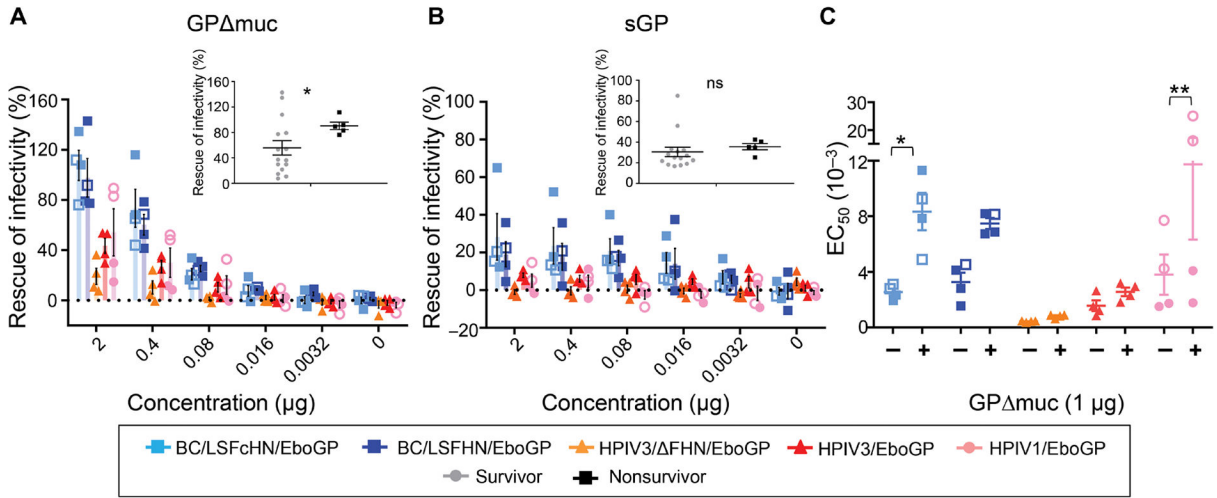 A
GPΔmuc
Rescue of infectivity (%)
160
120
80
40
0
Rescue of infectivity (%)
160
120
80
40
0
*
2
0.4
0.08
0.016
0.0032
0
Concentration (µg)
B
sGP
Rescue of infectivity (%)
100
80
60
40
20
0
−20
Rescue of infectivity (%)
100
80
60
40
20
0
ns
2
0.4
0.08
0.016
0.0032
0
Concentration (µg)
C
EC50 (10−3)
30
20
12
8
4
0
*
**
− + − + − + − + − +
GPΔmuc (1 µg)
BC/LSFcHN/EboGP BC/LSFHN/EboGP HPIV3/ΔFHN/EboGP HPIV3/EboGP HPIV1/EboGP
Survivor Nonsurvivor